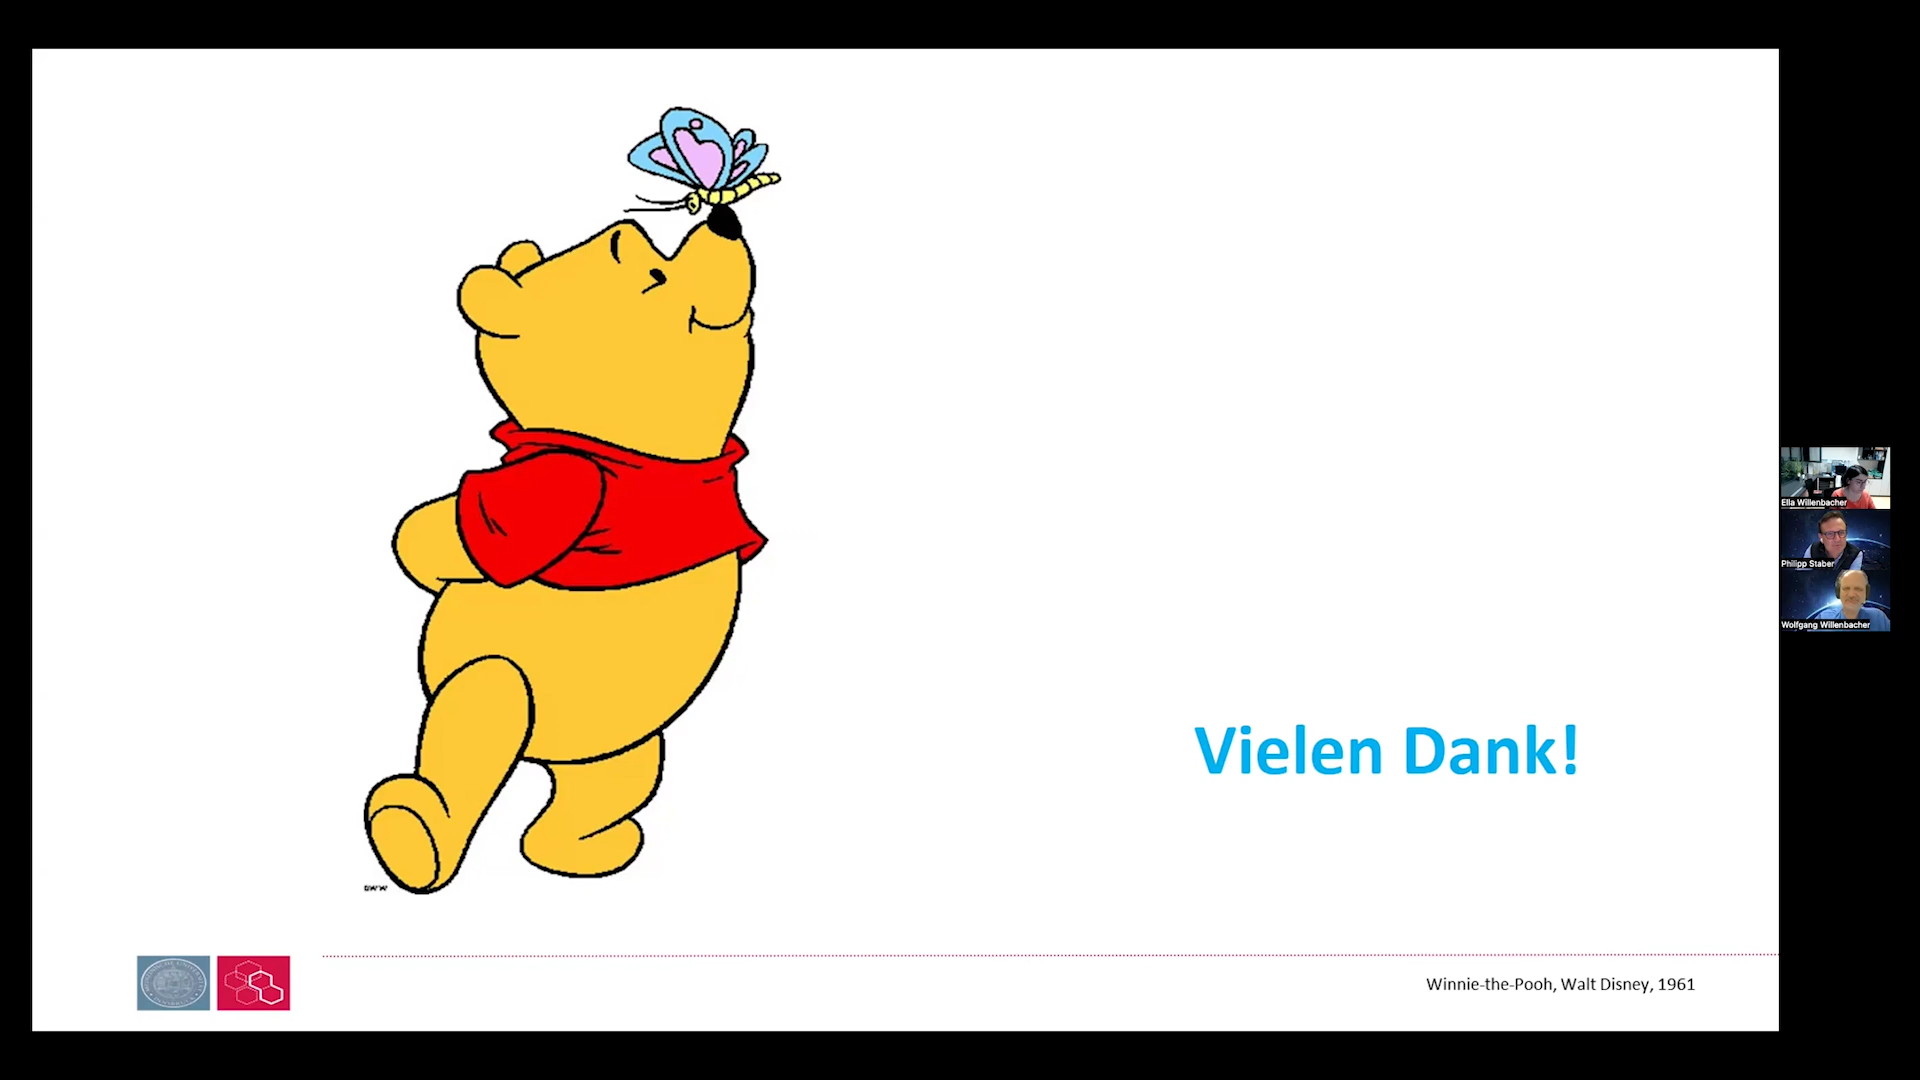 Ella Willenbacher
Philipp Staber
Wolfgang Willenbacher
Vielen Dank!
Winnie-the-Pooh, Walt Disney, 1961